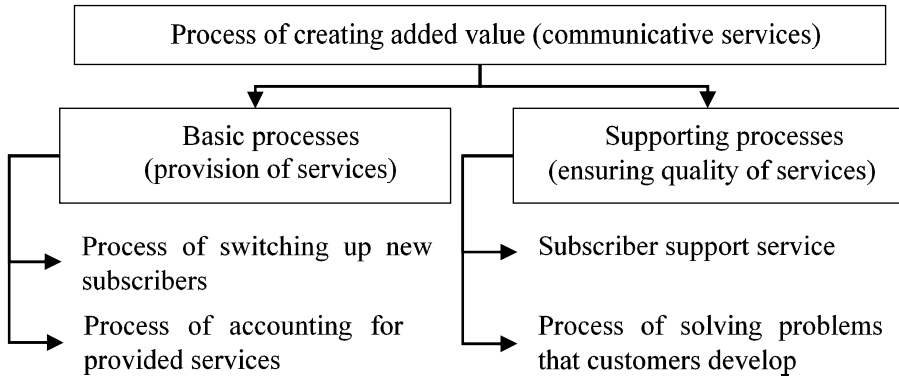 Process of creating added value (communicative services)
Basic processes
(provision of services)
Supporting processes
(ensuring quality of services)
Process of switching up new
subscribers
Process of accounting for
provided services
Subscriber support service
Process of solving problems
that customers develop